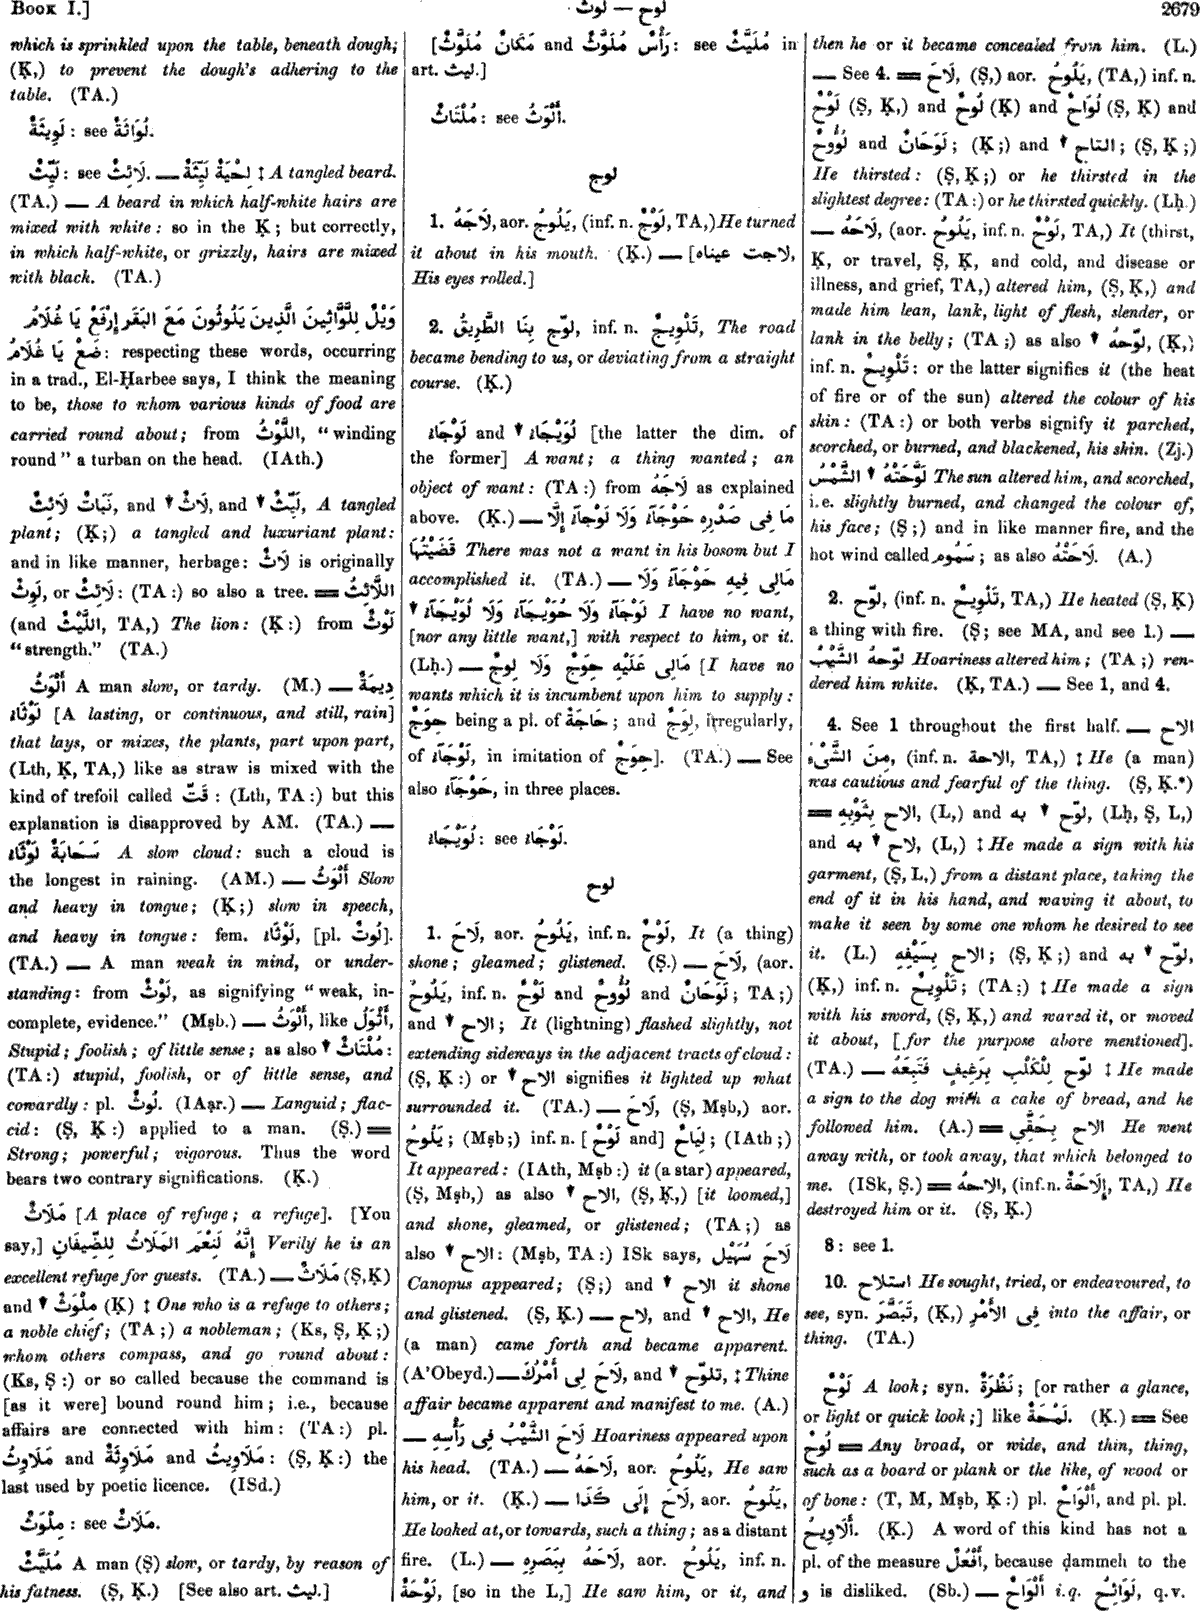 BOOK I.]
لوح — لوث
2679
which is sprinkled upon the table, beneath dough;
(Ḳ,) to prevent the dough's adhering to the
table. (TA.)
لَوِيثَةٌ : see لُوَاثَةٌ.
لَيِّثٌ : see لَائِثٌ. — لِحْيَةٌ لَيِّثَةٌ ‡ A tangled beard.
(TA.) — A beard in which half-white hairs are
mixed with white: so in the Ḳ; but correctly,
in which half-white, or grizzly, hairs are mixed
with black. (TA.)
وَيْلٌ لِلَّوَّاثِينَ الَّذِينَ يَلُوثُونَ مَعَ البَقَرِ إِرْفَعْ يَا غُلَامُ
ضَعْ يَا غُلَامُ: respecting these words, occurring
in a trad., El-Ḥarbee says, I think the meaning
to be, those to whom various kinds of food are
carried round about; from اللَّوْثُ, "winding
round" a turban on the head. (IAth.)
نَبَاتٌ لَائِثٌ, and ▼ لَاثٌ, and ▼ لَيِّثٌ, A tangled
plant; (Ḳ;) a tangled and luxuriant plant:
and in like manner, herbage: لَاثٌ is originally
لَوِثٌ, or لَائِثٌ: (TA:) so also a tree. == اللَّائِثُ
(and اللَّيْثُ, TA,) The lion: (Ḳ:) from لَوْثٌ
"strength." (TA.)
أَلْوَثُ A man slow, or tardy. (M.) — دِيمَةٌ
لَوْثَاءُ [A lasting, or continuous, and still, rain]
that lays, or mixes, the plants, part upon part,
(Lth, Ḳ, TA,) like as straw is mixed with the
kind of trefoil called قَتّ: (Lth, TA:) but this
explanation is disapproved by AM. (TA.) —
سَحَابَةٌ لَوْثَاءُ A slow cloud: such a cloud is
the longest in raining. (AM.) — أَلْوَثُ Slow
and heavy in tongue; (Ḳ;) slow in speech,
and heavy in tongue: fem. لَوْثَاءُ, [pl. لُوثٌ].
(TA.) — A man weak in mind, or under-
standing: from لَوْثٌ, as signifying "weak, in-
complete, evidence." (Mṣb.) — أَلْوَثُ, like أَثْوَلُ,
Stupid; foolish; of little sense; as also ▼ مُلْتَاثٌ:
(TA:) stupid, foolish, or of little sense, and
cowardly: pl. لُوثٌ. (IAạr.) — Languid; flac-
cid: (Ṣ, Ḳ:) applied to a man. (Ṣ.) ==
Strong; powerful; vigorous. Thus the word
bears two contrary significations. (Ḳ.)
مَلَاثٌ [A place of refuge; a refuge]. [You
say,] إِنَّهُ لَنِعْمَ المَلَاثُ لِلضِّيفَانِ Verily he is an
excellent refuge for guests. (TA.) — مَلَاثٌ (Ṣ,Ḳ)
and ▼ مِلْوَثٌ (Ḳ) ‡ One who is a refuge to others;
a noble chief; (TA;) a nobleman; (Ks, Ṣ, Ḳ;)
whom others compass, and go round about:
(Ks, Ṣ:) or so called because the command is
[as it were] bound round him; i.e., because
affairs are connected with him: (TA:) pl.
مَلَاوِثُ and مَلَاوِثَةٌ and مَلَاوِيثُ: (Ṣ, Ḳ:) the
last used by poetic licence. (ISd.)
مِلْوَثٌ : see مَلَاثٌ.
مُلَيَّثٌ A man (Ṣ) slow, or tardy, by reason of
his fatness. (Ṣ, Ḳ.) [See also art. ليث.]
[مَكَانٌ مُلَوَّثٌ and رَأْسٌ مُلَوَّثٌ: see مُلَيَّثٌ in
art. ليث.]
مُلْتَاثٌ : see أَلْوَثُ.
لوج
1. لَاجَهُ, aor. يَلُوجُ, (inf. n. لَوْجٌ, TA,) He turned
it about in his mouth. (Ḳ.) — [لاجت عيناه,
His eyes rolled.]
2. لوّج بِنَا الطَّرِيقُ, inf. n. تَلْوِيجٌ, The road
became bending to us, or deviating from a straight
course. (Ḳ.)
لَوْجَاءُ and ▼ لُوَيْجَاءُ [the latter the dim. of
the former] A want; a thing wanted; an
object of want: (TA:) from لَاجَهُ as explained
above. (Ḳ.) — مَا فِى صَدْرِهِ حَوْجَآءُ وَلَا لَوْجَآءُ إِلَّا
قَضَيْتُهَا There was not a want in his bosom but I
accomplished it. (TA.) — مَالِى فِيهِ حَوْجَآءُ وَلَا
لَوْجَآءُ وَلَا حُوَيْجَآءُ وَلَا لُوَيْجَآءُ ▼ I have no want,
[nor any little want,] with respect to him, or it.
(Lḥ.) — مَالِى عَلَيْهِ حِوَجٌ وَلَا لِوَجٌ [I have no
wants which it is incumbent upon him to supply:
حِوَجٌ being a pl. of حَاجَةٌ; and لِوَجٌ, irregularly,
of لَوْجَآءُ, in imitation of حِوَجٌ]. (TA.) — See
also حَوْجَآءُ, in three places.
لُوَيْجَاءُ : see لَوْجَاءُ.
لوح
1. لَاحَ, aor. يَلُوحُ, inf. n. لَوْحٌ, It (a thing)
shone; gleamed; glistened. (Ṣ.) — لَاحَ, (aor.
يَلُوحُ, inf. n. لَوْحٌ and لُؤُوحٌ and لَوَحَانٌ; TA;)
and ▼ الاح; It (lightning) flashed slightly, not
extending sideways in the adjacent tracts of cloud:
(Ṣ, Ḳ:) or ▼ الاح signifies it lighted up what
surrounded it. (TA.) — لَاحَ, (Ṣ, Mṣb,) aor.
يَلُوحُ; (Mṣb;) inf. n. [لَوْحٌ and] لِيَاحٌ; (IAth;)
It appeared: (IAth, Mṣb:) it (a star) appeared,
(Ṣ, Mṣb,) as also ▼ الاح, (Ṣ, Ḳ,) [it loomed,]
and shone, gleamed, or glistened; (TA;) as
also ▼ الاح: (Mṣb, TA:) ISk says, لَاحَ سُهَيْل
Canopus appeared; (Ṣ;) and ▼ الاح it shone
and glistened. (Ṣ, Ḳ.) — لاح, and ▼ الاح, He
(a man) came forth and became apparent.
(A'Obeyd.) — لَاحَ لِى أَمْرُكَ, and ▼ تلوّح, ‡ Thine
affair became apparent and manifest to me. (A.)
— لَاحَ الشَّيْبُ فِى رَأْسِهِ Hoariness appeared upon
his head. (TA.) — لَاحَهُ, aor. يَلُوحُ, He saw
him, or it. (Ḳ.) — لَاحَ إِلَى كَذَا, aor. يَلُوحُ,
He looked at, or towards, such a thing; as a distant
fire. (L.) — لَاحَهُ بِبَصَرِهِ, aor. يَلُوحُ, inf. n.
لَوْحَةٌ, [so in the L,] He saw him, or it, and
then he or it became concealed from him. (L.)
— See 4. == لَاحَ, (Ṣ,) aor. يَلُوحُ, (TA,) inf. n.
لَوْحٌ (Ṣ, Ḳ,) and لُوحٌ (Ḳ) and لُوَاحٌ (Ṣ, Ḳ) and
لُؤُوحٌ and لَوَحَانٌ; (Ḳ;) and ▼ التاح; (Ṣ, Ḳ;)
He thirsted: (Ṣ, Ḳ;) or he thirsted in the
slightest degree: (TA:) or he thirsted quickly. (Lḥ.)
— لَاحَهُ, (aor. يَلُوحُ, inf. n. لَوْحٌ, TA,) It (thirst,
Ḳ, or travel, Ṣ, Ḳ, and cold, and disease or
illness, and grief, TA,) altered him, (Ṣ, Ḳ,) and
made him lean, lank, light of flesh, slender, or
lank in the belly; (TA;) as also ▼ لوّحهُ, (Ḳ,)
inf. n. تَلْوِيحٌ: or the latter signifies it (the heat
of fire or of the sun) altered the colour of his
skin: (TA:) or both verbs signify it parched,
scorched, or burned, and blackened, his skin. (Zj.)
لَوَّحَتْهُ ▼ الشَّمْسُ The sun altered him, and scorched,
i.e. slightly burned, and changed the colour of,
his face; (Ṣ;) and in like manner fire, and the
hot wind called سَمُوم; as also لَاحَتْهُ. (A.)
2. لوّح, (inf. n. تَلْوِيحٌ, TA,) He heated (Ṣ, Ḳ)
a thing with fire. (Ṣ; see MA, and see 1.) —
لوّحهُ الشَّيْبُ Hoariness altered him; (TA;) ren-
dered him white. (Ḳ, TA.) — See 1, and 4.
4. See 1 throughout the first half. — الاح
مِنَ الشَّىْءِ, (inf. n. الاحة, TA,) ‡ He (a man)
was cautious and fearful of the thing. (Ṣ, Ḳ.*)
== الاح بِثَوْبِهِ, (L,) and لوّح ▼ به, (Lḥ, Ṣ, L,)
and لاح ▼ به, (L,) ‡ He made a sign with his
garment, (Ṣ, L,) from a distant place, taking the
end of it in his hand, and waving it about, to
make it seen by some one whom he desired to see
it. (L.) الاح بِسَيْفِهِ; (Ṣ, Ḳ;) and لوّح ▼ به,
(Ḳ,) inf. n. تَلْوِيحٌ; (TA;) ‡ He made a sign
with his sword, (Ṣ, Ḳ,) and waved it, or moved
it about, [for the purpose above mentioned].
(TA.) — لوّح لِلْكَلْبِ بِرَغِيفٍ فَتَبِعَهُ ‡ He made
a sign to the dog with a cake of bread, and he
followed him. (A.) == الاح بِحَقِّى He went
away with, or took away, that which belonged to
me. (ISk, Ṣ.) == الاحهُ, (inf. n. إِلَاحَةٌ, TA,) He
destroyed him or it. (Ṣ, Ḳ.)
8: see 1.
10. استلاح He sought, tried, or endeavoured, to
see, syn. تَبَصَّرَ, (Ḳ,) فِى الأَمْرِ into the affair, or
thing. (TA.)
لَوْحٌ A look; syn. نَظْرَةٌ; [or rather a glance,
or light or quick look;] like لَمْحَةٌ. (Ḳ.) == See
لُوحٌ == Any broad, or wide, and thin, thing,
such as a board or plank or the like, of wood or
of bone: (T, M, Mṣb, Ḳ:) pl. أَلْوَاحٌ, and pl. pl.
أَلَاوِيحُ. (Ḳ.) A word of this kind has not a
pl. of the measure أَفْعُلٌ, because ḍammeh to the
و is disliked. (Sb.) — أَلْوَاحٌ i.q. لَوَائِحُ, q.v.